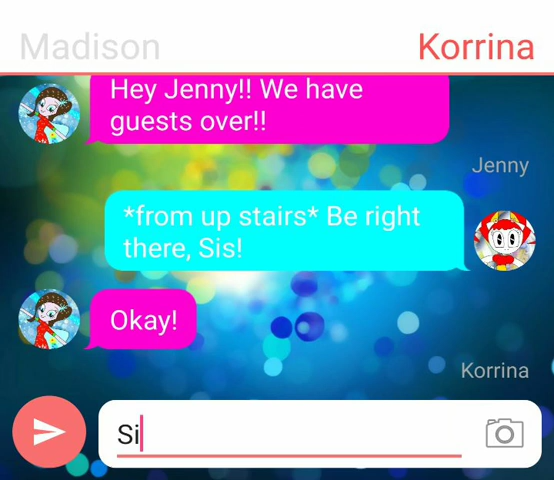 Madison Korrina
Hey Jenny!! We have
guests over!!
Jenny
*from up stairs* Be right
there, Sis!
Okay!
Korrina
Si